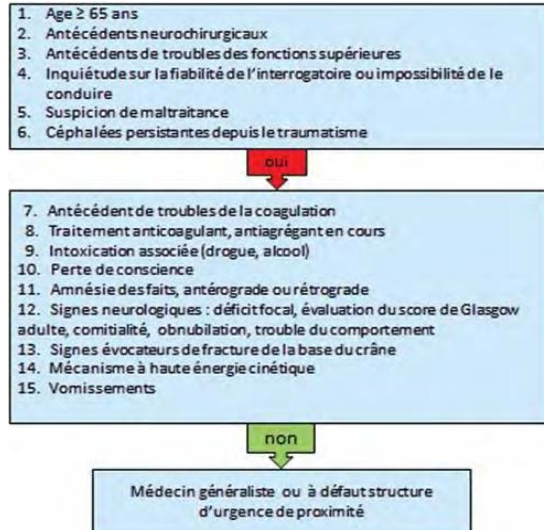 1. Age ≥ 65 ans
2. Antécédents neurochirurgicaux
3. Antécédents de troubles des fonctions supérieures
4. Inquiétude sur la fiabilité de l'interrogatoire ou impossibilité de le
conduire
5. Suspicion de maltraitance
6. Céphalées persistantes depuis le traumatisme
oui
7. Antécédent de troubles de la coagulation
8. Traitement anticoagulant, antiagrégant en cours
9. Intoxication associée (drogue, alcool)
10. Perte de conscience
11. Amnésie des faits, antérograde ou rétrograde
12. Signes neurologiques : déficit focal, évaluation du score de Glasgow
adulte, comitialité, obnubilation, trouble du comportement
13. Signes évocateurs de fracture de la base du crâne
14. Mécanisme à haute énergie cinétique
15. Vomissements
non
Médecin généraliste ou à défaut structure
d'urgence de proximité